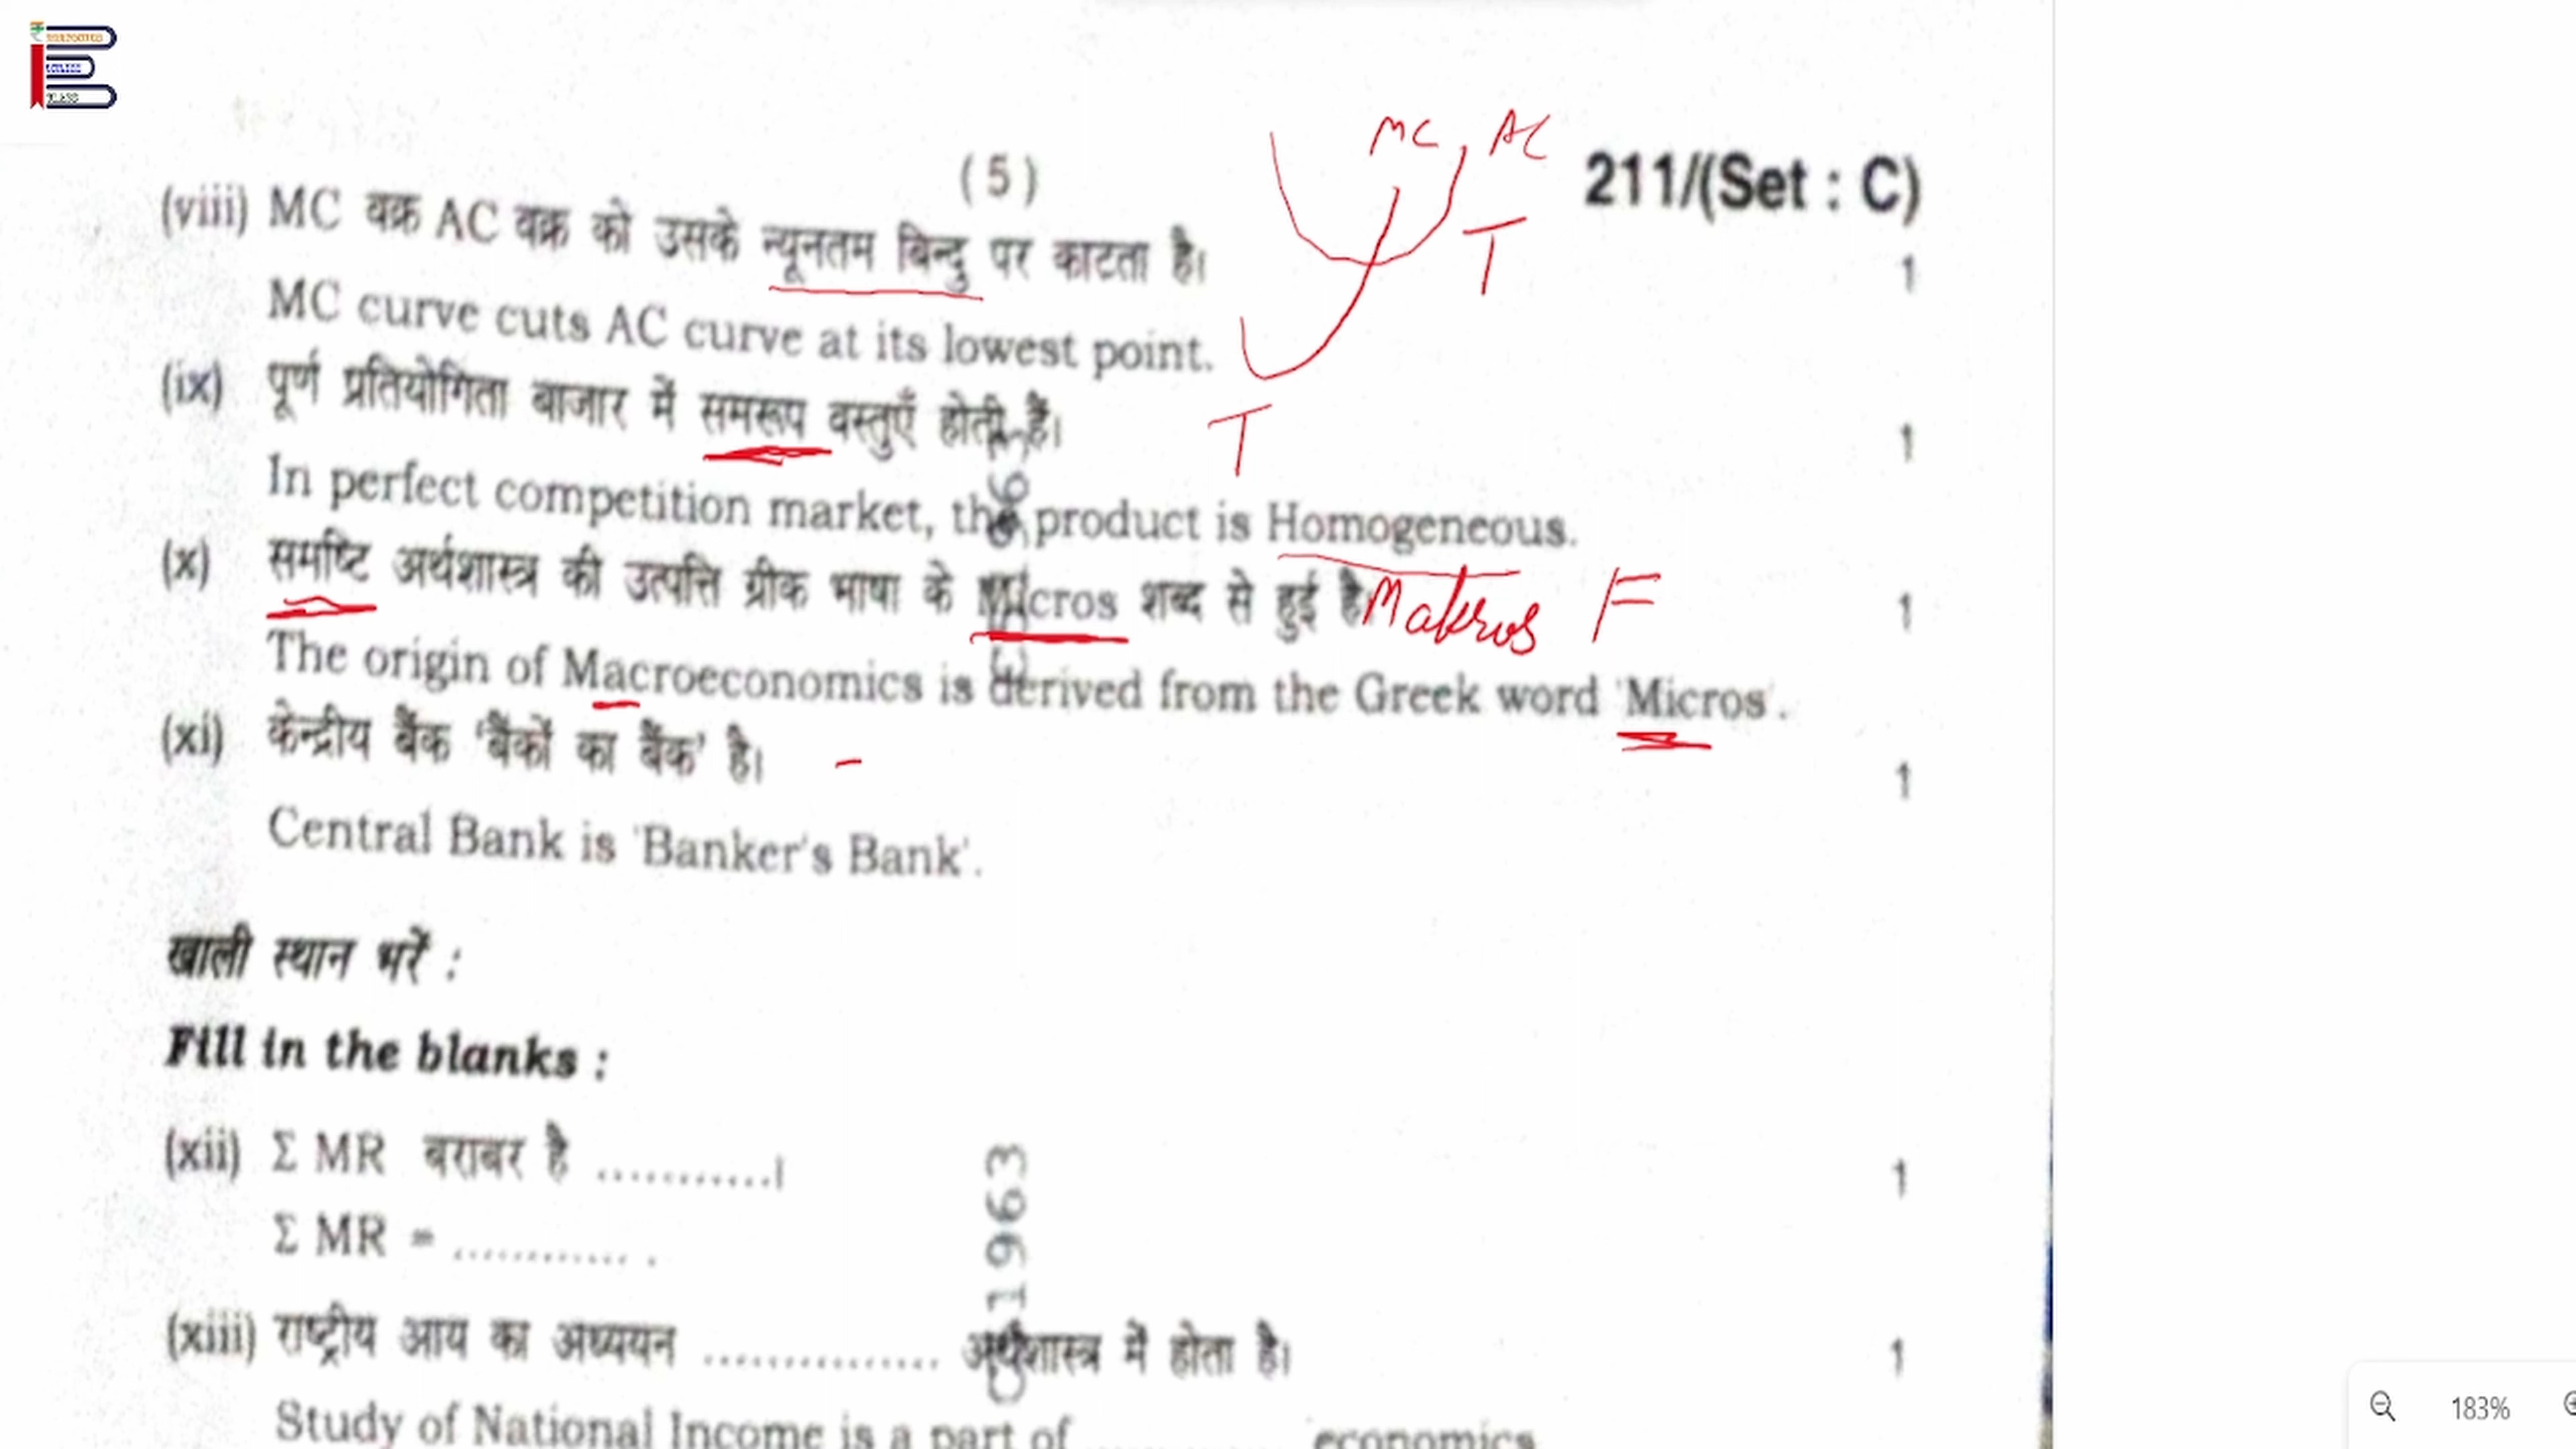 MC AC
( 5 )
211/(Set : C)
(viii) MC वक्र AC वक्र को उसके न्यूनतम बिन्दु पर काटता है। 1
T
MC curve cuts AC curve at its lowest point.
(ix) पूर्ण प्रतियोगिता बाजार में समरूप वस्तुएँ होती हैं। 1
T
In perfect competition market, the product is Homogeneous.
(x) समष्टि अर्थशास्त्र की उत्पत्ति ग्रीक भाषा के Micros शब्द से हुई है। Makros F 1
The origin of Macroeconomics is derived from the Greek word 'Micros'.
(xi) केन्द्रीय बैंक 'बैंकों का बैंक' है। - 1
Central Bank is 'Banker's Bank'.
खाली स्थान भरें :
Fill in the blanks :
(xii) Σ MR बराबर है ...........। 1
Σ MR = ............ .
(xiii) राष्ट्रीय आय का अध्ययन ............... अर्थशास्त्र में होता है। 1
Study of National Income is a part of ............ economics
183%